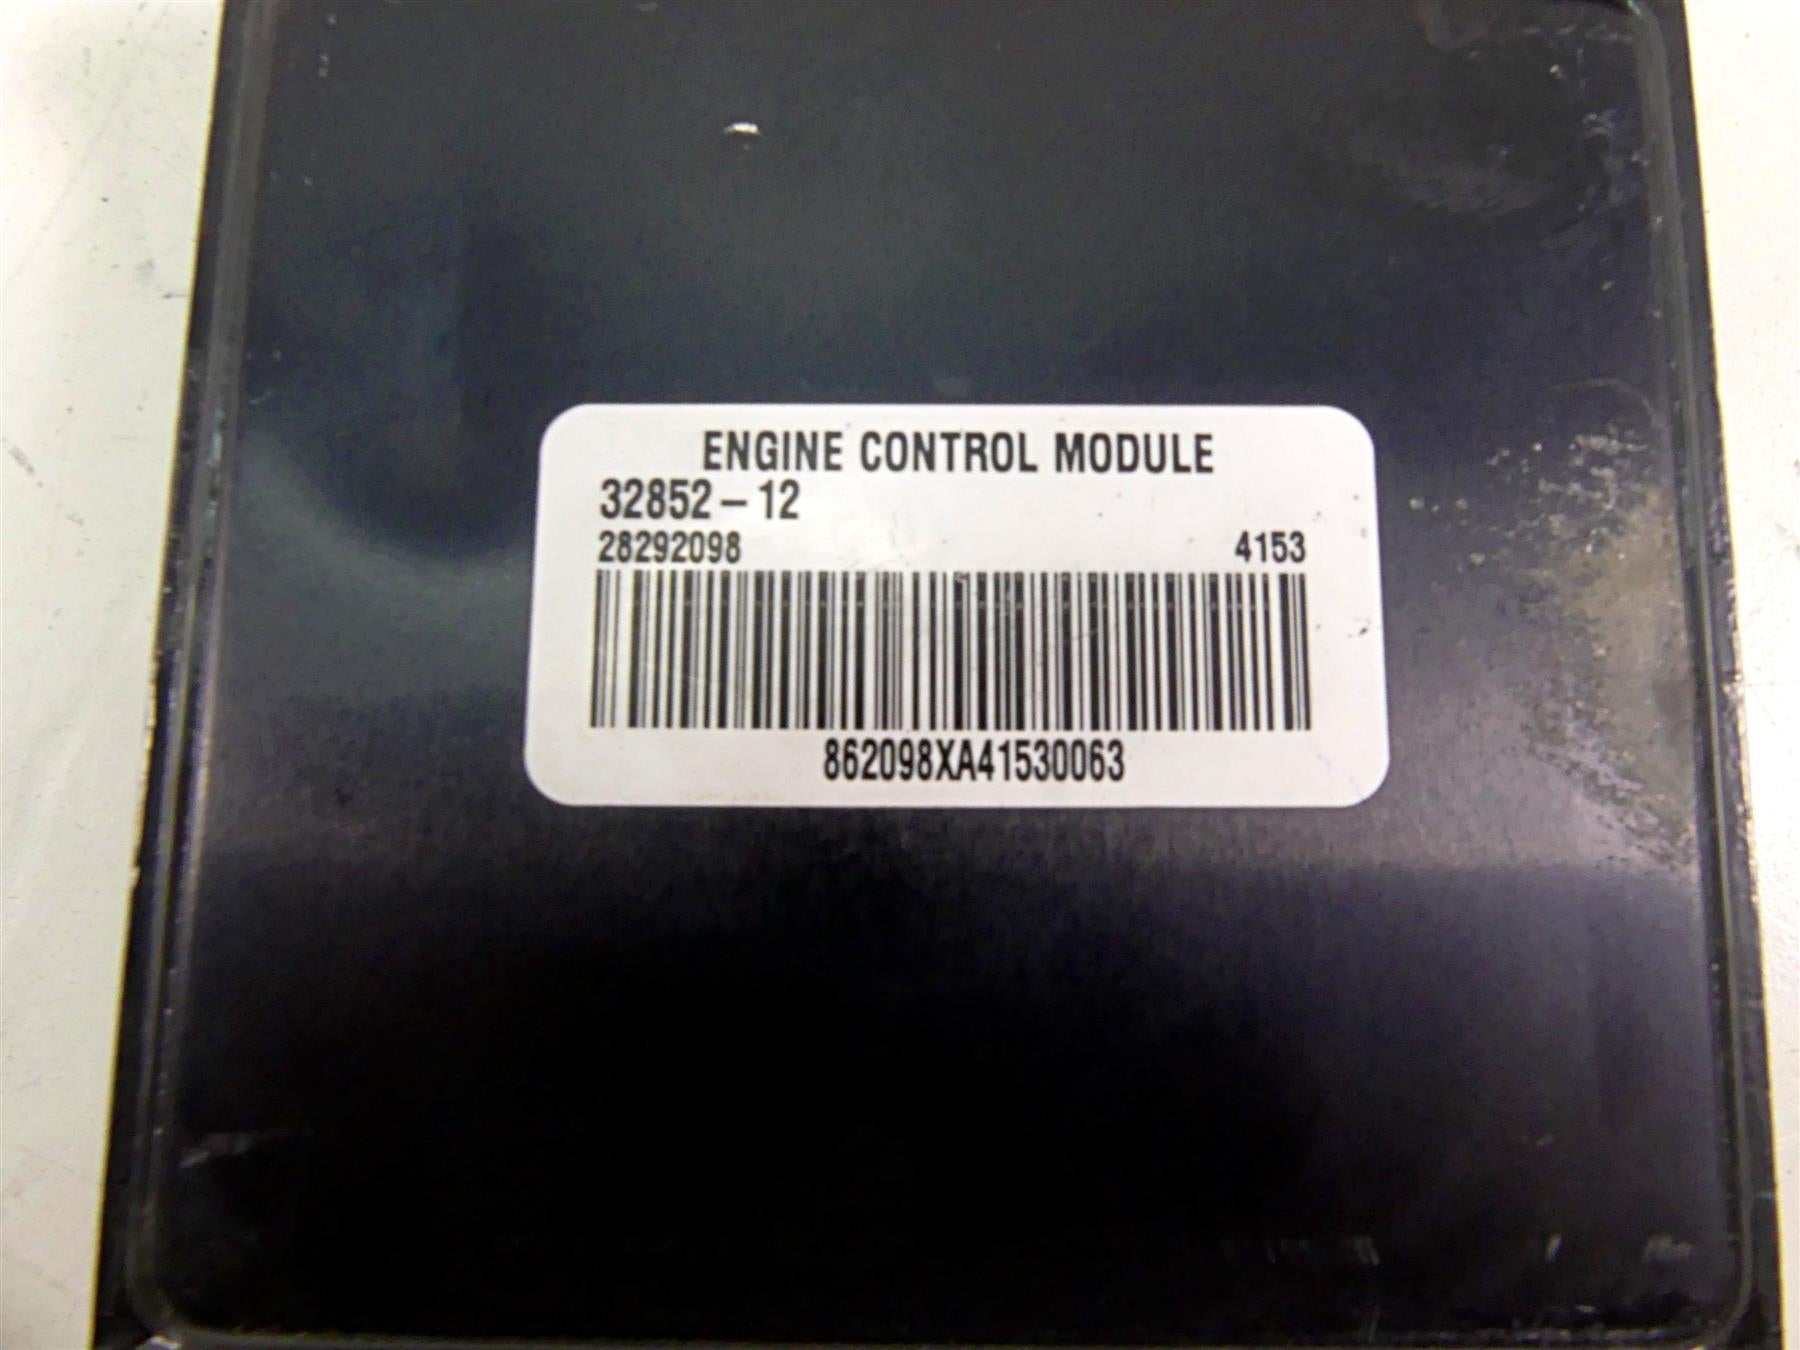 ENGINE CONTROL MODULE
32852-12
28292098 4153
862098XA41530063